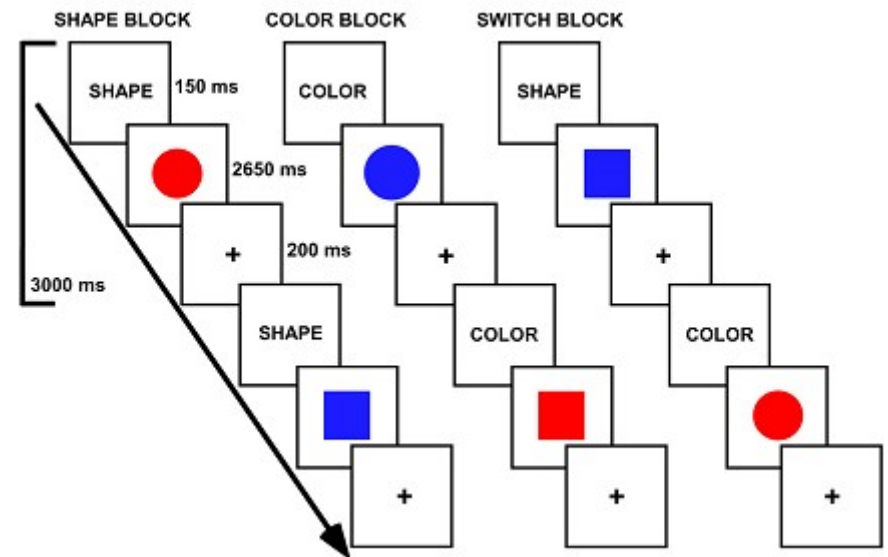 SHAPE BLOCK
COLOR BLOCK
SWITCH BLOCK
SHAPE
150 ms
COLOR
SHAPE
2650 ms
+
200 ms
+
+
3000 ms
SHAPE
COLOR
COLOR
+
+
+